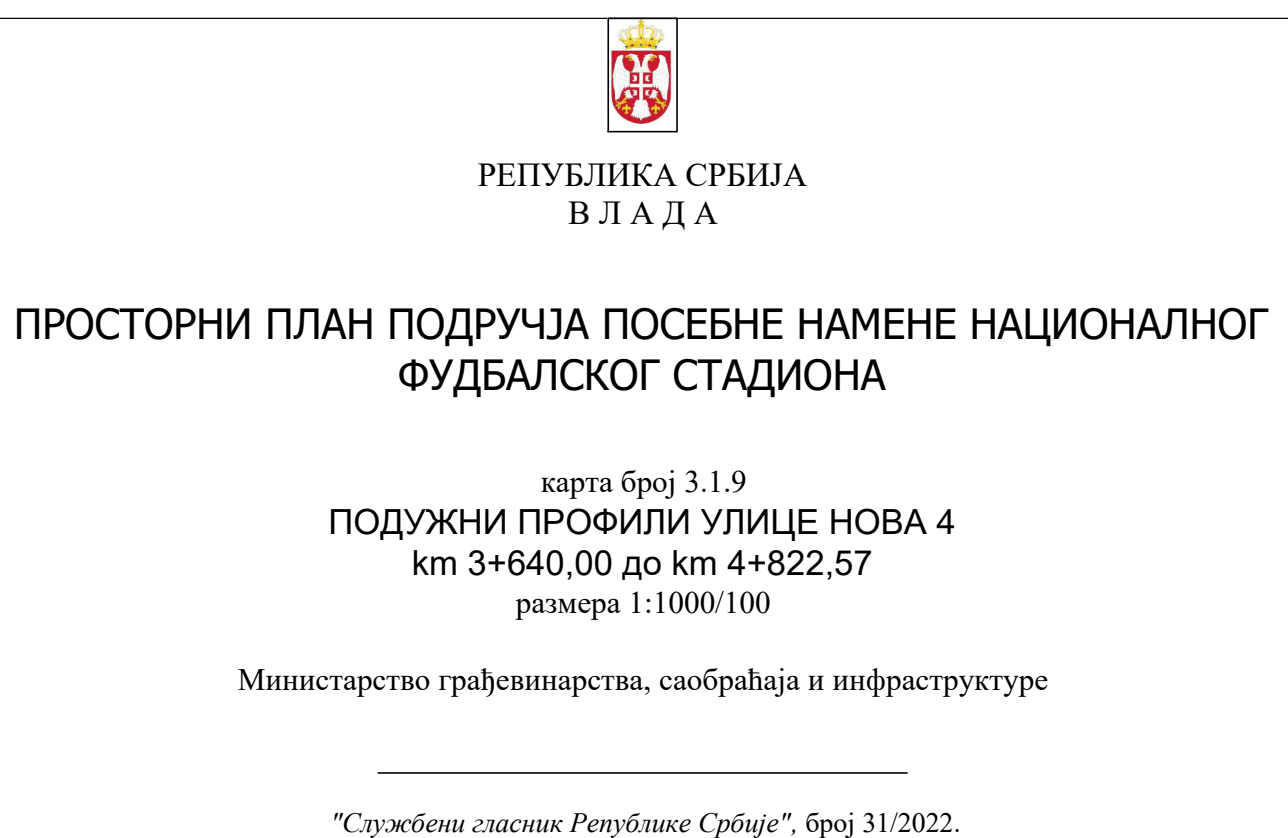 РЕПУБЛИКА СРБИЈА
В Л А Д А
ПРОСТОРНИ ПЛАН ПОДРУЧЈА ПОСЕБНЕ НАМЕНЕ НАЦИОНАЛНОГ
ФУДБАЛСКОГ СТАДИОНА
карта број 3.1.9
ПОДУЖНИ ПРОФИЛИ УЛИЦЕ НОВА 4
km 3+640,00 до km 4+822,57
размера 1:1000/100
Министарство грађевинарства, саобраћаја и инфраструктуре
"Службени гласник Републике Србије", број 31/2022.